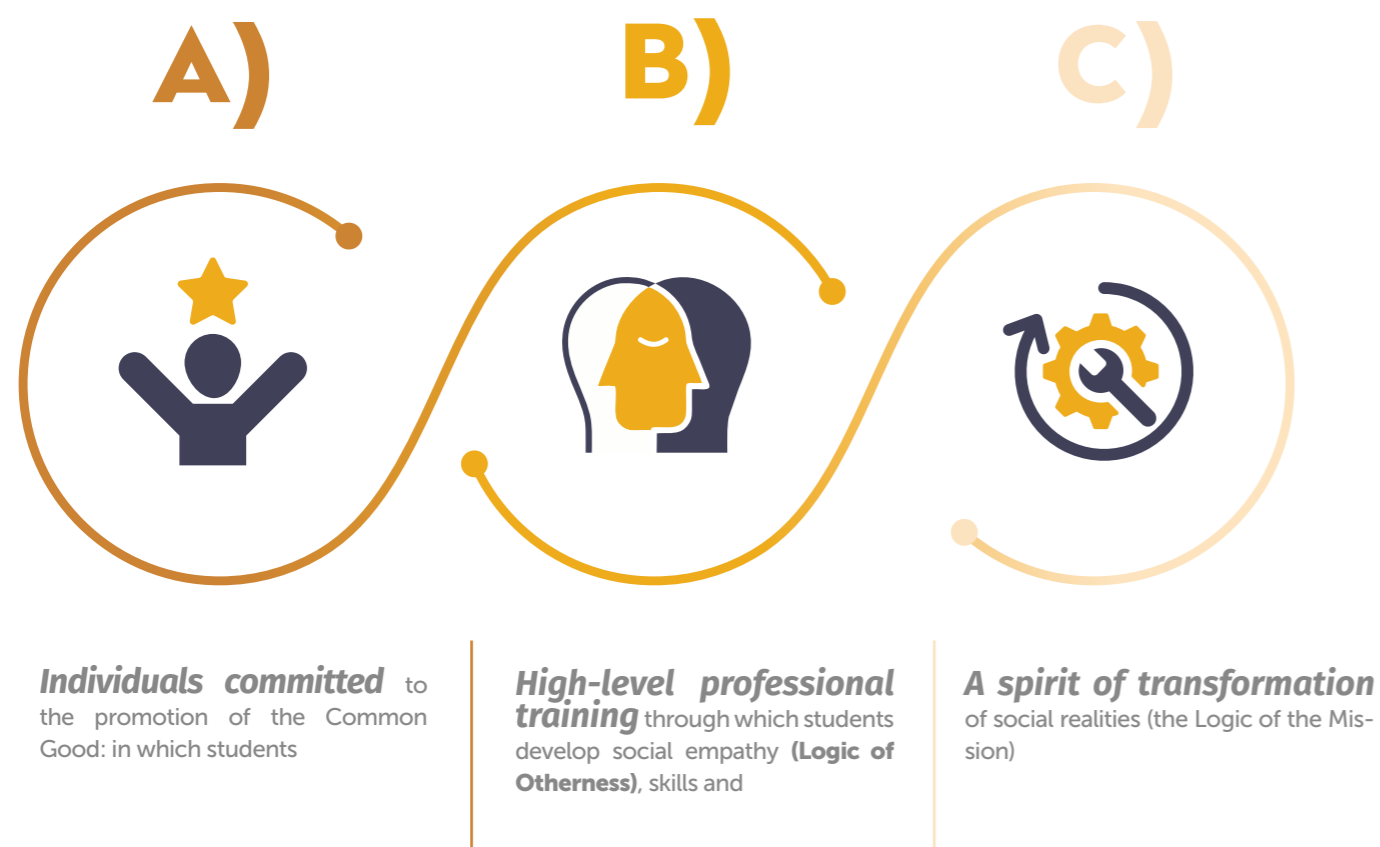 A)
B)
C)
Individuals committed to
the promotion of the Common
Good: in which students
High-level professional
training through which students
develop social empathy (Logic of
Otherness), skills and
A spirit of transformation
of social realities (the Logic of the Mis-
sion)